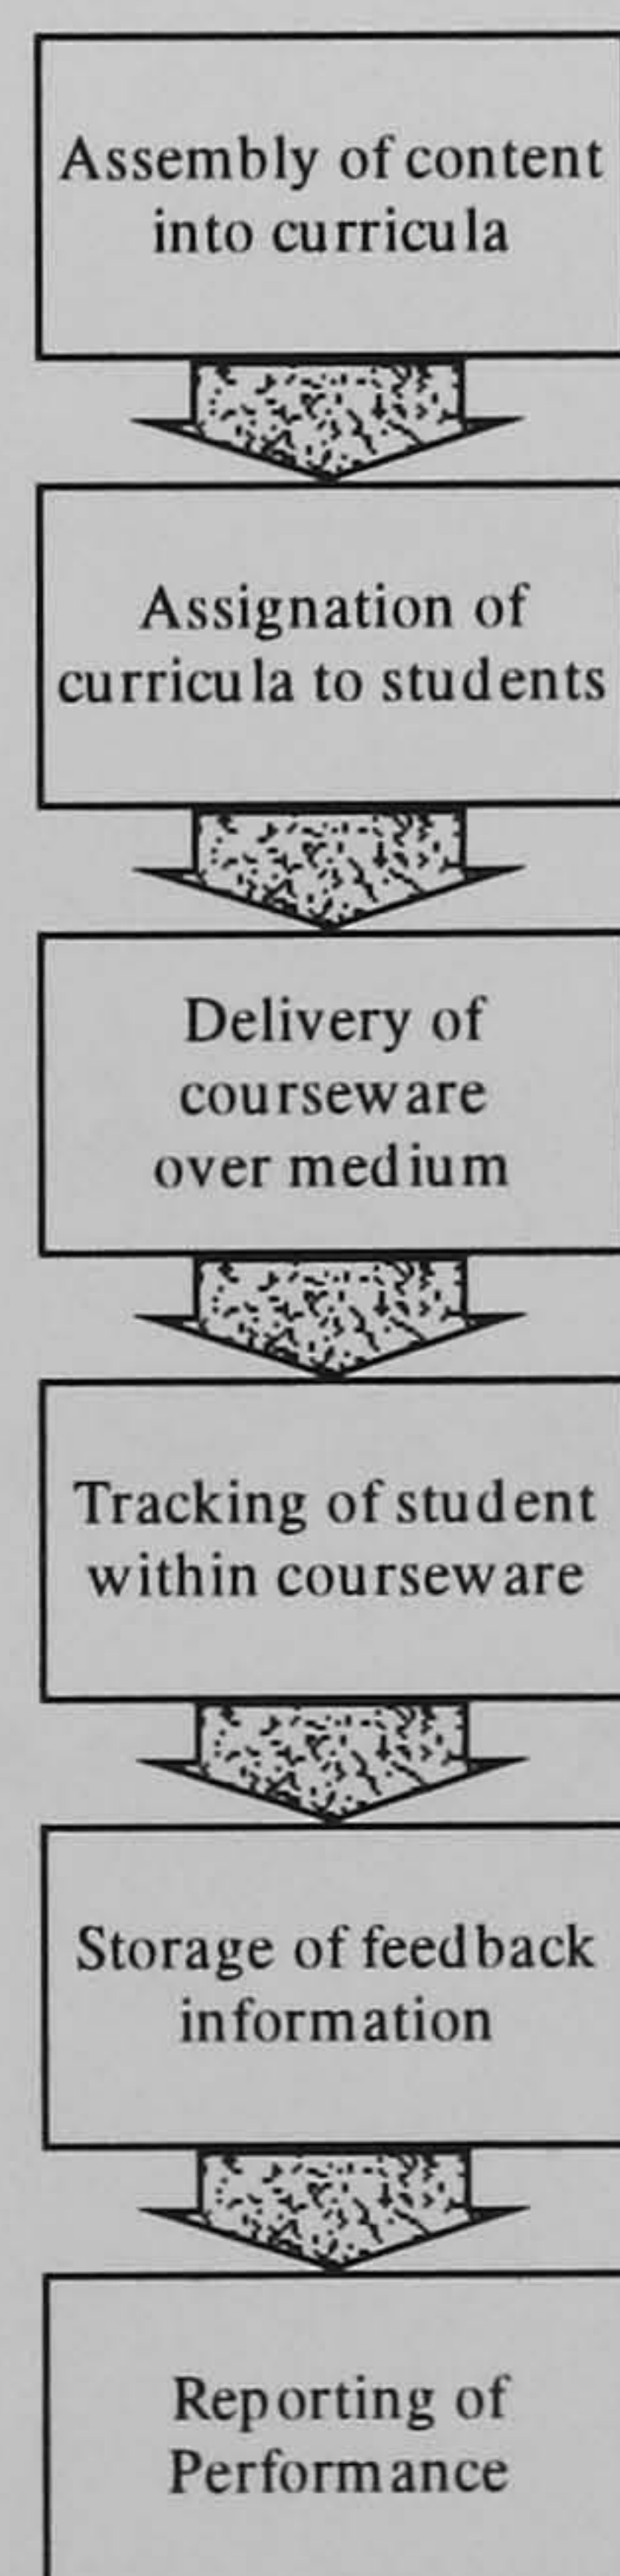 Assembly of content
into curricula
Assignation of
curricula to students
Delivery of
courseware
over medium
Tracking of student
within courseware
Storage of feedback
information
Reporting of
Performance